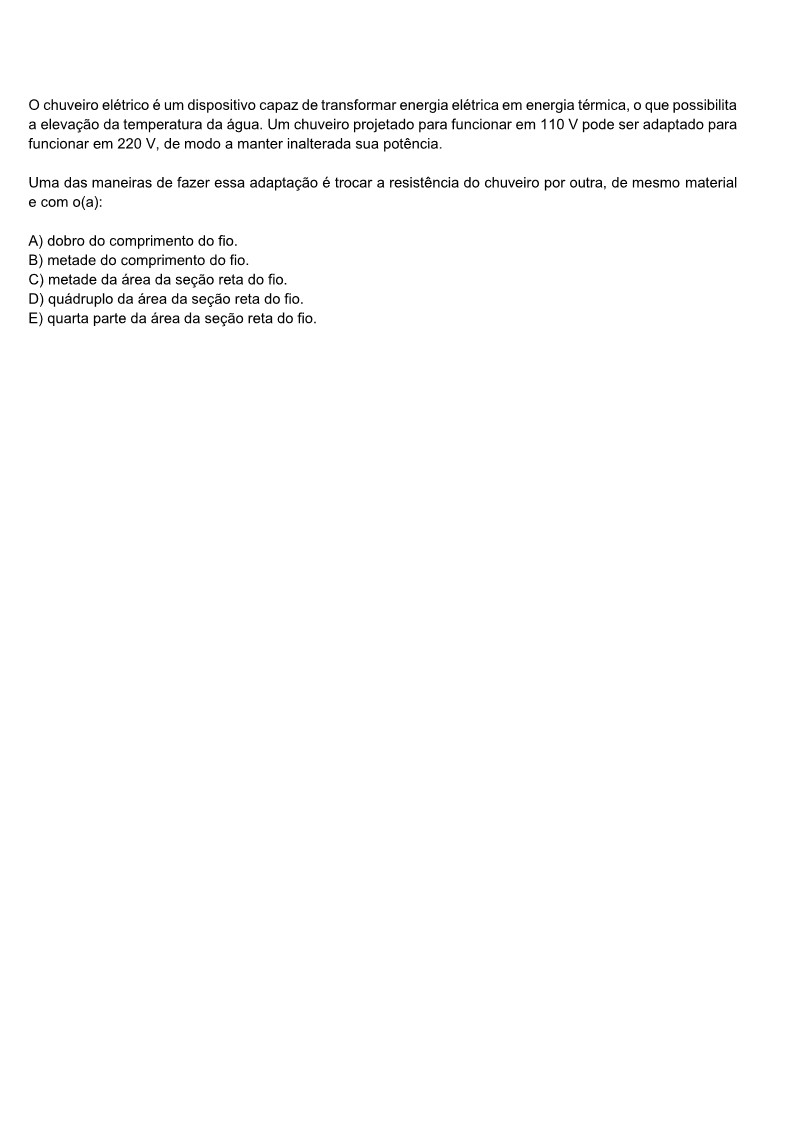 O chuveiro elétrico é um dispositivo capaz de transformar energia elétrica em energia térmica, o que possibilita
a elevação da temperatura da água. Um chuveiro projetado para funcionar em 110 V pode ser adaptado para
funcionar em 220 V, de modo a manter inalterada sua potência.
Uma das maneiras de fazer essa adaptação é trocar a resistência do chuveiro por outra, de mesmo material
e com o(a):
A) dobro do comprimento do fio.
B) metade do comprimento do fio.
C) metade da área da seção reta do fio.
D) quádruplo da área da seção reta do fio.
E) quarta parte da área da seção reta do fio.